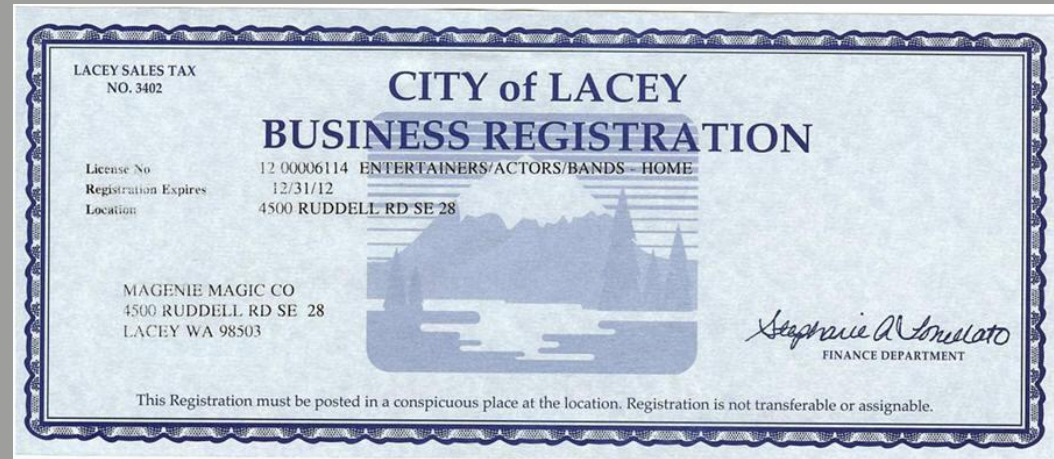 LACEY SALES TAX
NO. 3402
CITY of LACEY
BUSINESS REGISTRATION
License No 12 00006114 ENTERTAINERS/ACTORS/BANDS - HOME
Registration Expires 12/31/12
Location 4500 RUDDELL RD SE 28
MAGENIE MAGIC CO
4500 RUDDELL RD SE 28
LACEY WA 98503
Stephanie A
FINANCE DEPARTMENT
This Registration must be posted in a conspicuous place at the location. Registration is not transferable or assignable.